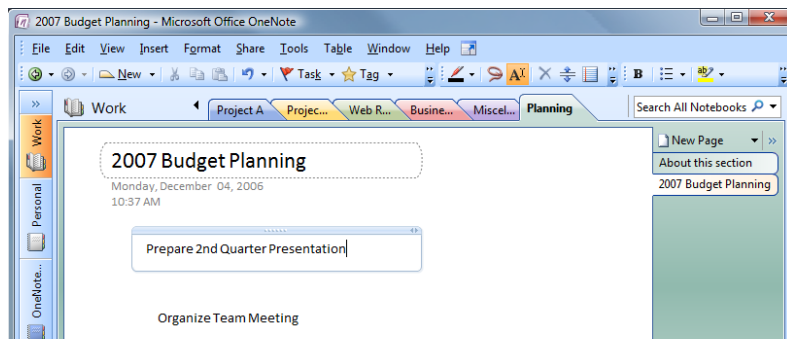 2007 Budget Planning - Microsoft Office OneNote
File Edit View Insert Format Share Tools Table Window Help
New Task Tag B ab
Work Project A Projec... Web R... Busine... Miscel... Planning Search All Notebooks
Work
Personal
OneNote...
New Page
About this section
2007 Budget Planning
2007 Budget Planning
Monday, December 04, 2006
10:37 AM
Prepare 2nd Quarter Presentation
Organize Team Meeting